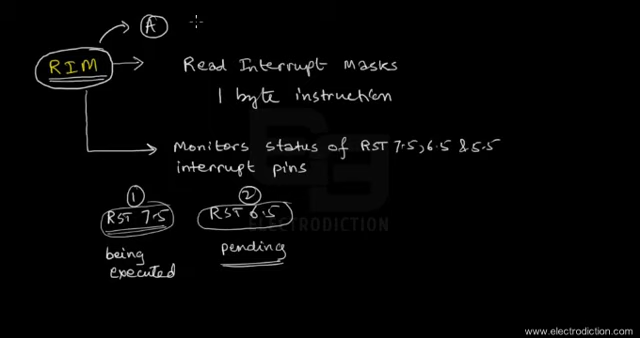 A
RIM
Read Interrupt Masks
1 byte instruction
Monitors status of RST 7.5, 6.5 & 5.5
interrupt pins
1 2
RST 7.5 RST 6.5
being pending
executed
ELECTRODICTION
www.electrodiction.com